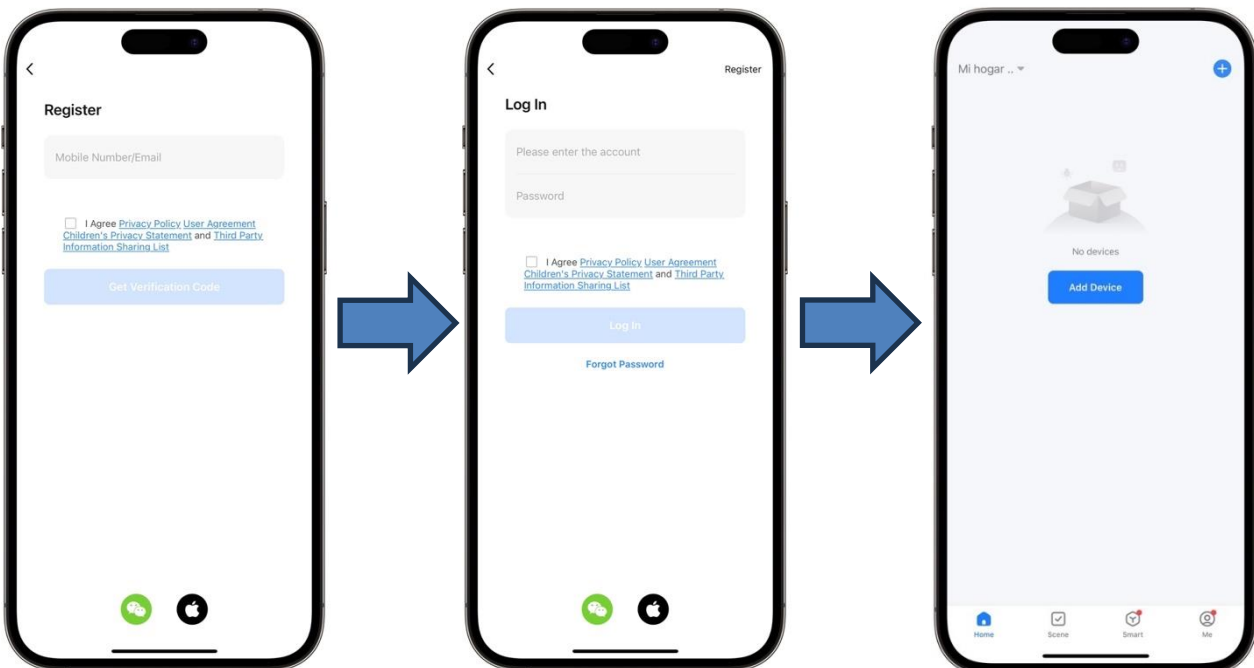 Register
Mobile Number/Email
I Agree Privacy Policy User Agreement
Children's Privacy Statement and Third Party
Information Sharing List
Get Verification Code
Register
Log In
Please enter the account
Password
I Agree Privacy Policy User Agreement
Children's Privacy Statement and Third Party
Information Sharing List
Log In
Forgot Password
Mi hogar ..
No devices
Add Device
Home
Scene
Smart
Me